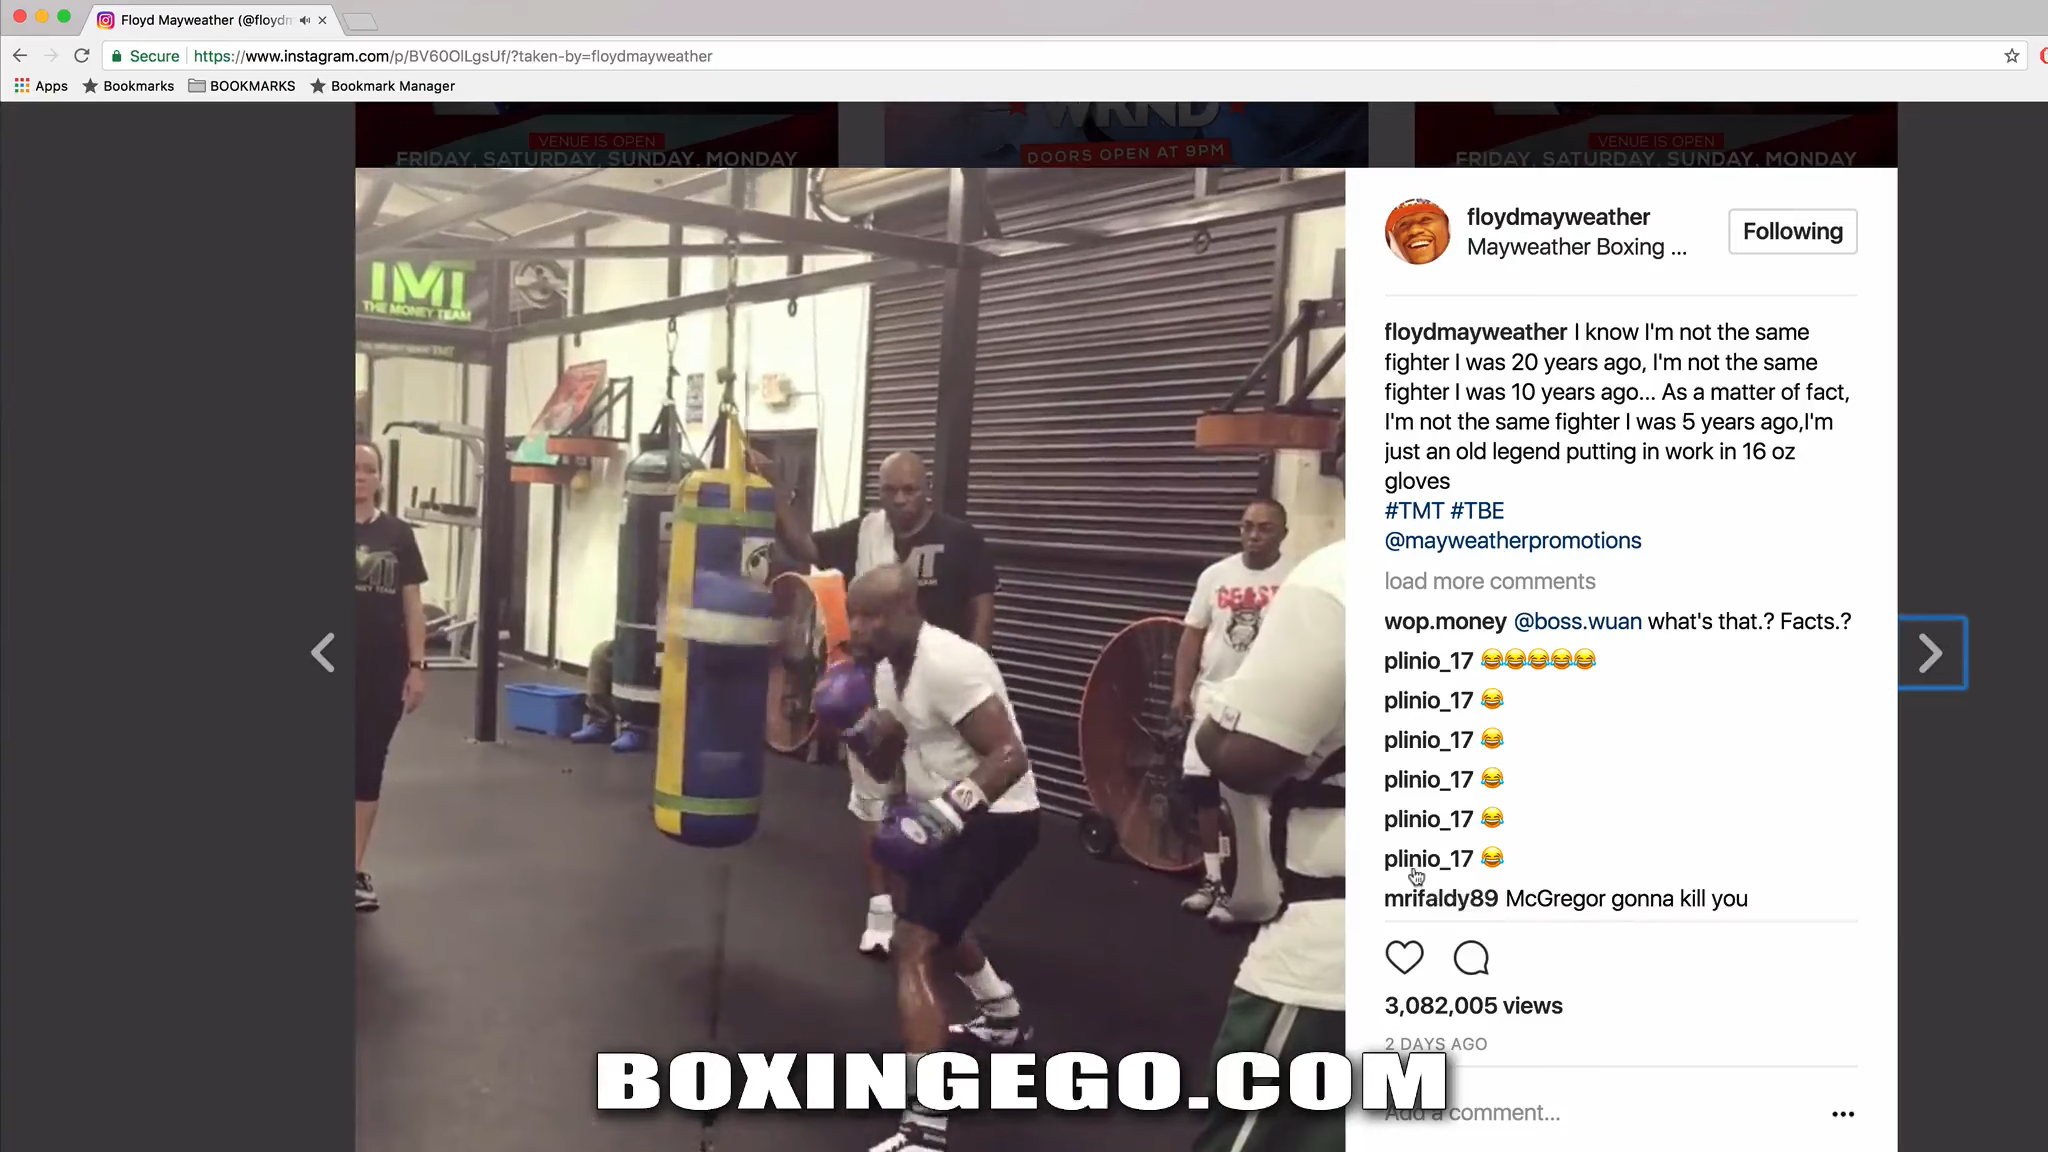 Floyd Mayweather (@floydm
Secure https://www.instagram.com/p/BV60OlLgsUf/?taken-by=floydmayweather
Apps Bookmarks BOOKMARKS Bookmark Manager
VENUE IS OPEN
FRIDAY, SATURDAY, SUNDAY, MONDAY
WKND
DOORS OPEN AT 9PM
VENUE IS OPEN
FRIDAY, SATURDAY, SUNDAY, MONDAY
TMT
THE MONEY TEAM
BEAST
floydmayweather
Mayweather Boxing ...
Following
floydmayweather I know I'm not the same
fighter I was 20 years ago, I'm not the same
fighter I was 10 years ago... As a matter of fact,
I'm not the same fighter I was 5 years ago,I'm
just an old legend putting in work in 16 oz
gloves
#TMT #TBE
@mayweatherpromotions
load more comments
wop.money @boss.wuan what's that.? Facts.?
plinio_17 😂😂😂😂😂
plinio_17 😂
plinio_17 😂
plinio_17 😂
plinio_17 😂
plinio_17 😂
mrifaldy89 McGregor gonna kill you
3,082,005 views
2 DAYS AGO
Add a comment...
BOXINGEGO.COM